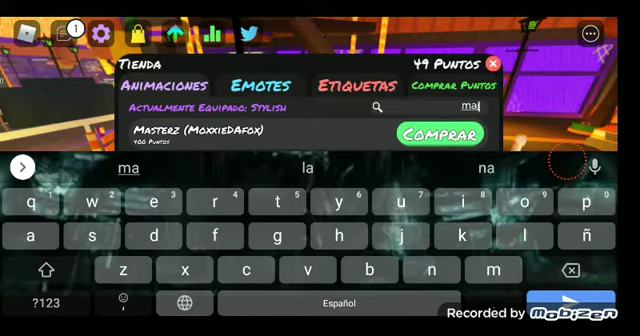 1
Tienda
49 Puntos
Animaciones Emotes Etiquetas Comprar Puntos
Actualmente Equipado: Stylish ma
Masterz (MoxxieDAfox)
400 Puntos
Comprar
ma la na
q 1 w 2 e 3 r 4 t 5 y 6 u 7 i 8 o 9 p 0
a s d f g h j k l ñ
z x c v b n m
?123 Español
Recorded by Mobizen